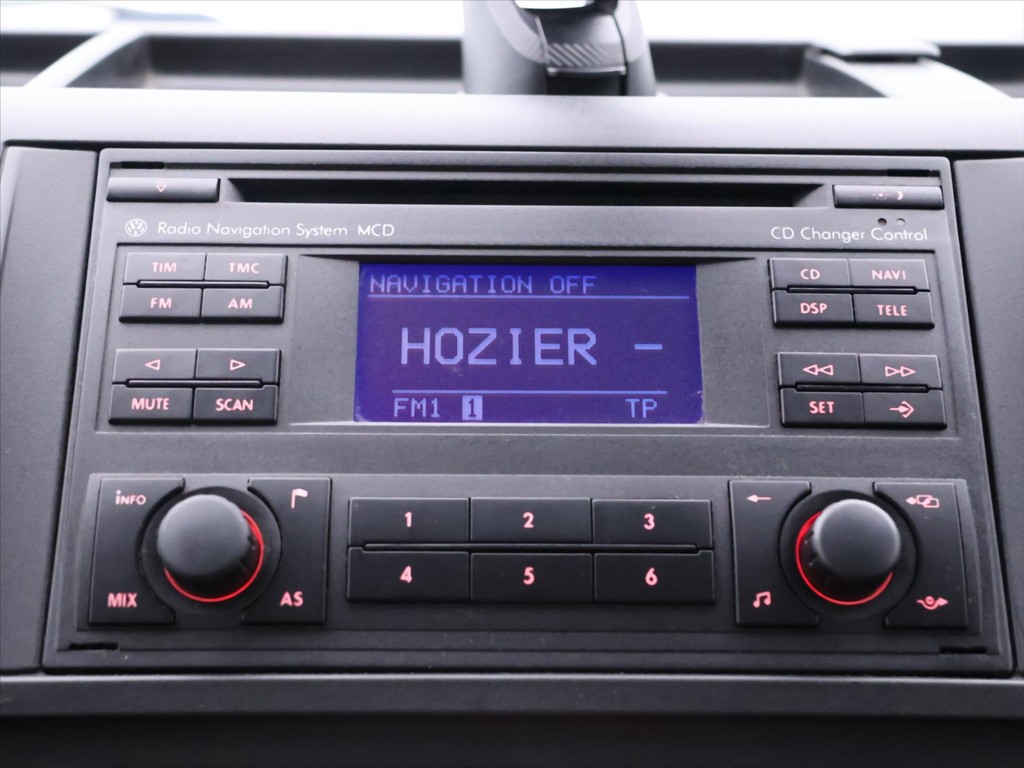 Radio Navigation System MCD
CD Changer Control
TIM TMC
FM AM
MUTE SCAN
NAVIGATION OFF
HOZIER -
FM1 1 TP
CD NAVI
DSP TELE
SET
iNFO
MIX AS
1 2 3
4 5 6